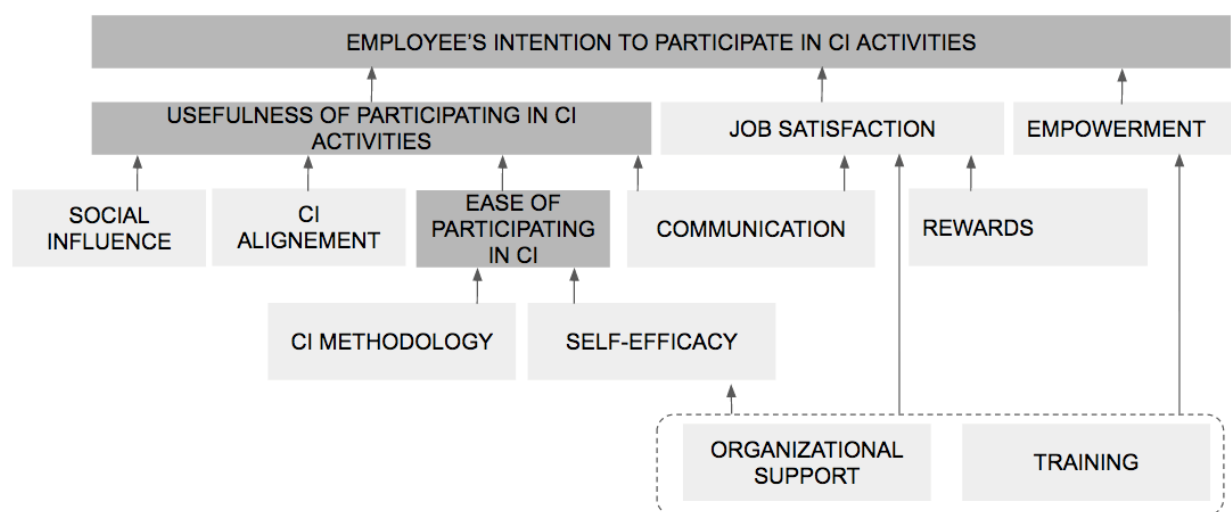 EMPLOYEE'S INTENTION TO PARTICIPATE IN CI ACTIVITIES
USEFULNESS OF PARTICIPATING IN CI
ACTIVITIES
JOB SATISFACTION
EMPOWERMENT
SOCIAL
INFLUENCE
CI
ALIGNEMENT
EASE OF
PARTICIPATING
IN CI
COMMUNICATION
REWARDS
CI METHODOLOGY
SELF-EFFICACY
ORGANIZATIONAL
SUPPORT
TRAINING